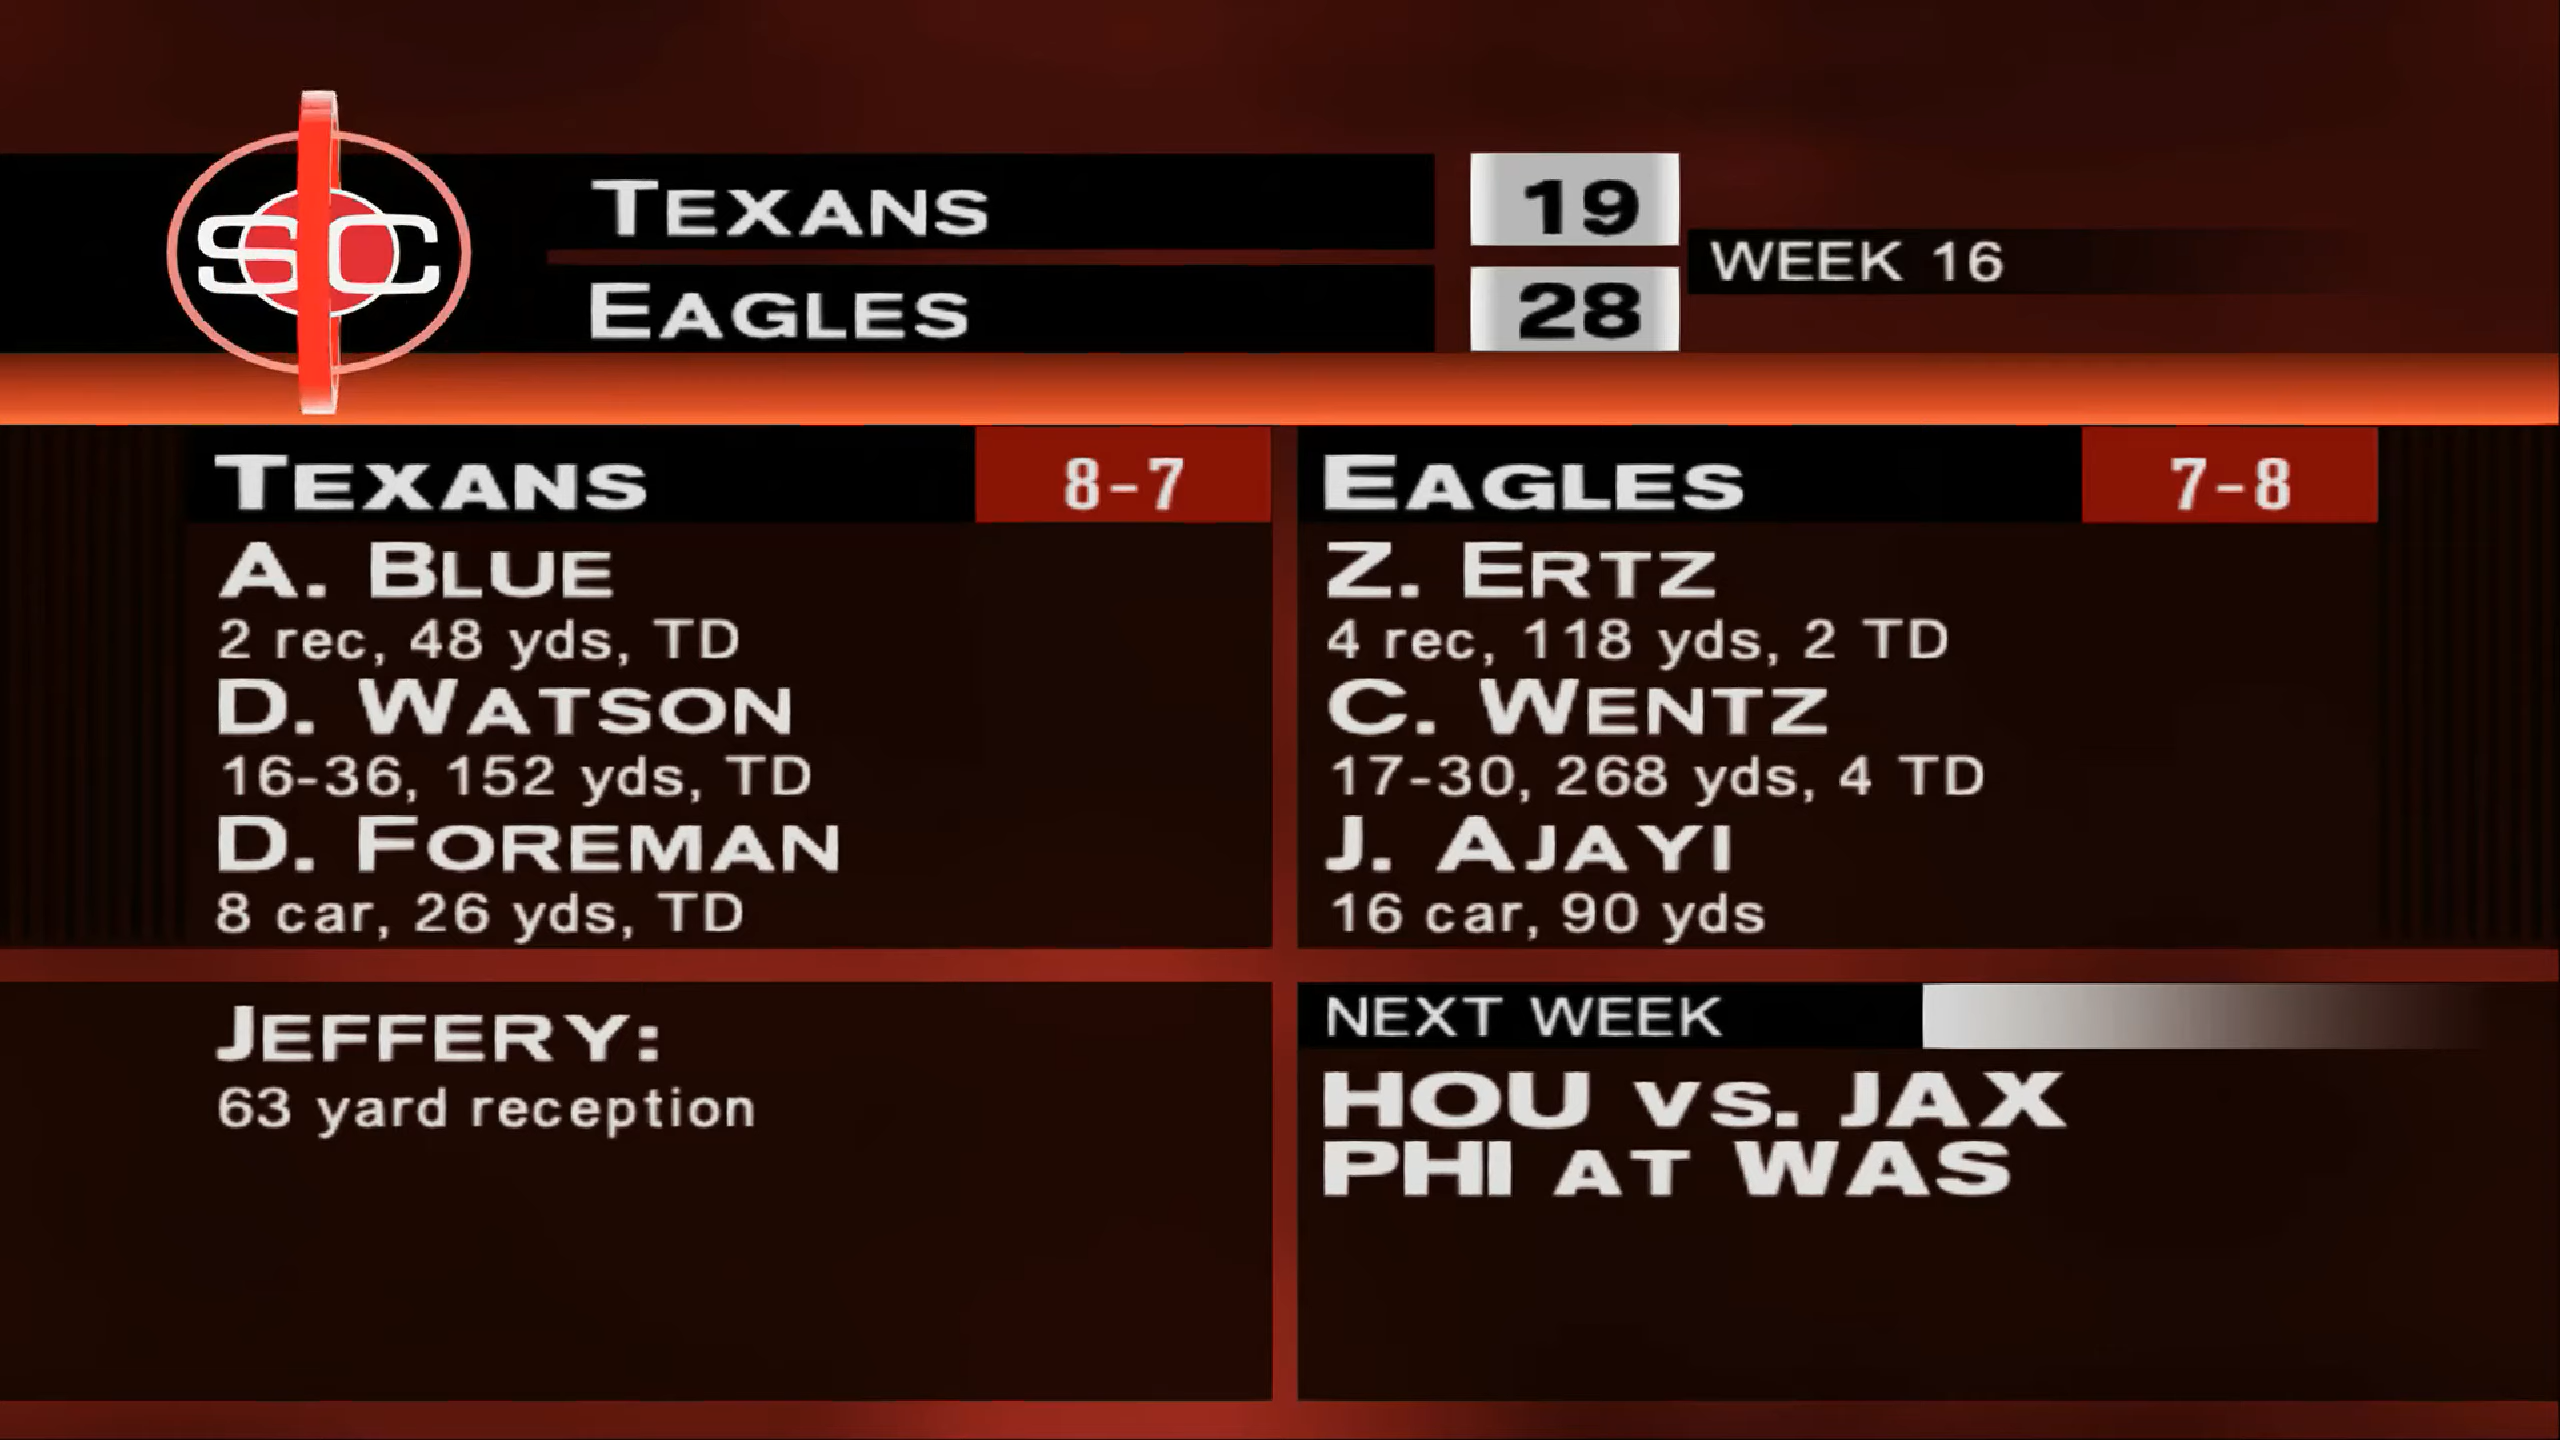 SC
TEXANS 19
EAGLES 28
WEEK 16
TEXANS 8-7
A. BLUE
2 rec, 48 yds, TD
D. WATSON
16-36, 152 yds, TD
D. FOREMAN
8 car, 26 yds, TD
EAGLES 7-8
Z. ERTZ
4 rec, 118 yds, 2 TD
C. WENTZ
17-30, 268 yds, 4 TD
J. AJAYI
16 car, 90 yds
JEFFERY:
63 yard reception
NEXT WEEK
HOU VS. JAX
PHI AT WAS